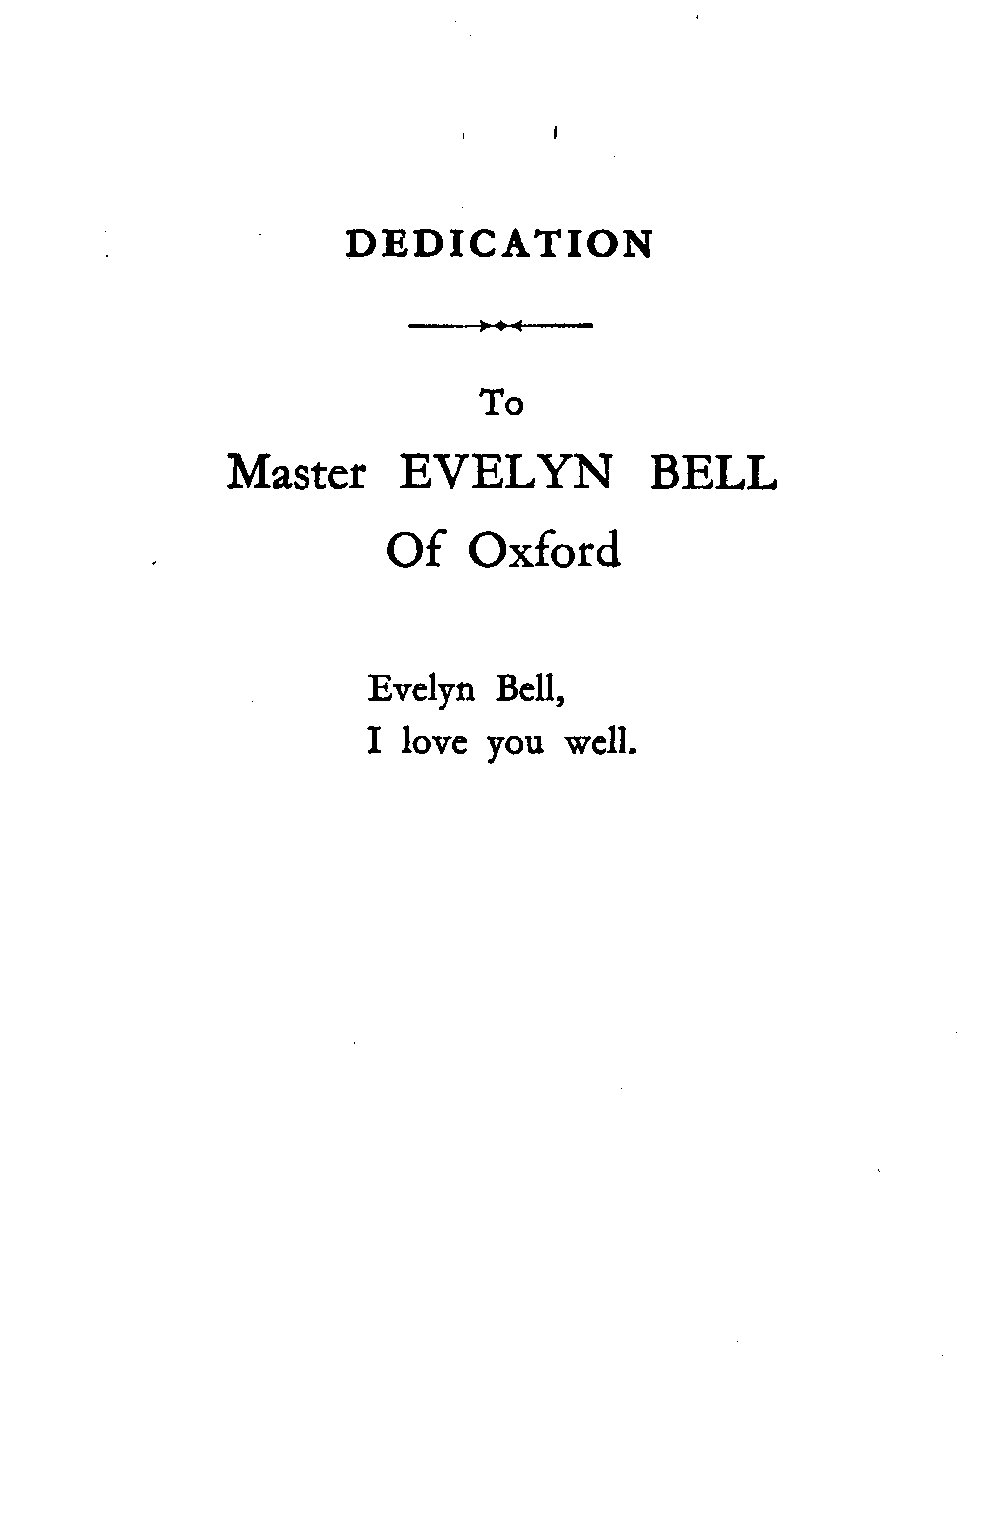 DEDICATION
To
Master EVELYN BELL
Of Oxford
Evelyn Bell,
I love you well.